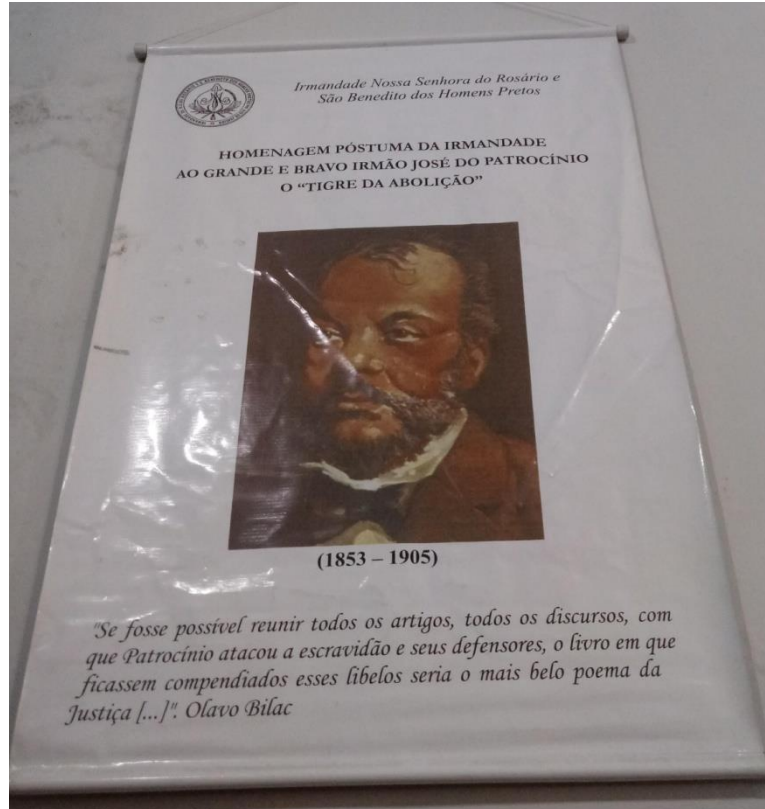 Irmandade Nossa Senhora do Rosário e
São Benedito dos Homens Pretos
HOMENAGEM PÓSTUMA DA IRMANDADE
AO GRANDE E BRAVO IRMÃO JOSÉ DO PATROCÍNIO
O “TIGRE DA ABOLIÇÃO”
(1853 – 1905)
"Se fosse possível reunir todos os artigos, todos os discursos, com
que Patrocínio atacou a escravidão e seus defensores, o livro em que
ficassem compendiados esses libelos seria o mais belo poema da
Justiça [...]". Olavo Bilac